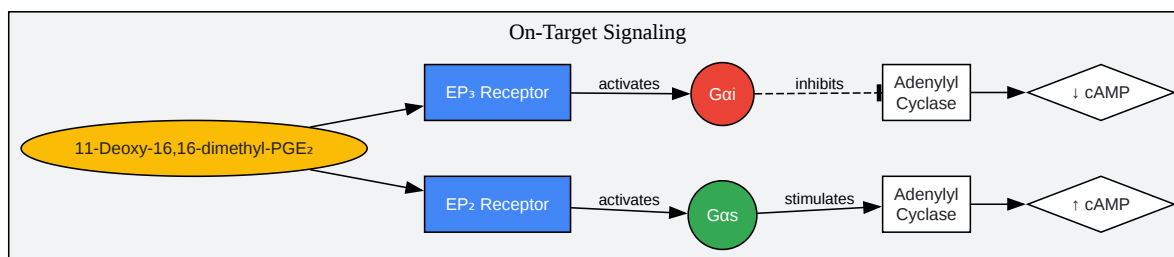 On-Target Signaling
11-Deoxy-16,16-dimethyl-PGE₂
EP₃ Receptor
activates
Gαi
inhibits
Adenylyl
Cyclase
↓ cAMP
EP₂ Receptor
activates
Gαs
stimulates
Adenylyl
Cyclase
↑ cAMP